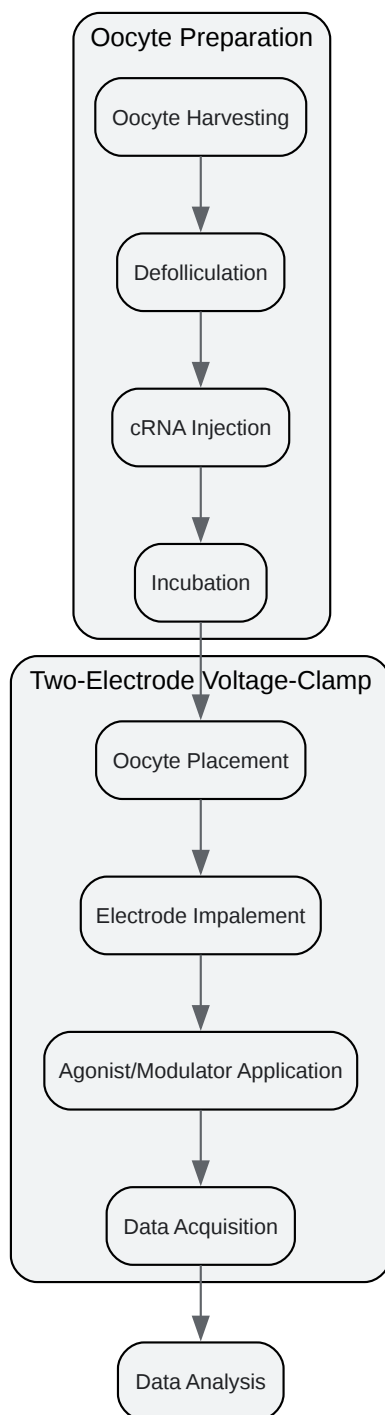 Oocyte Preparation
Oocyte Harvesting
Defolliculation
cRNA Injection
Incubation
Two-Electrode Voltage-Clamp
Oocyte Placement
Electrode Impalement
Agonist/Modulator Application
Data Acquisition
Data Analysis